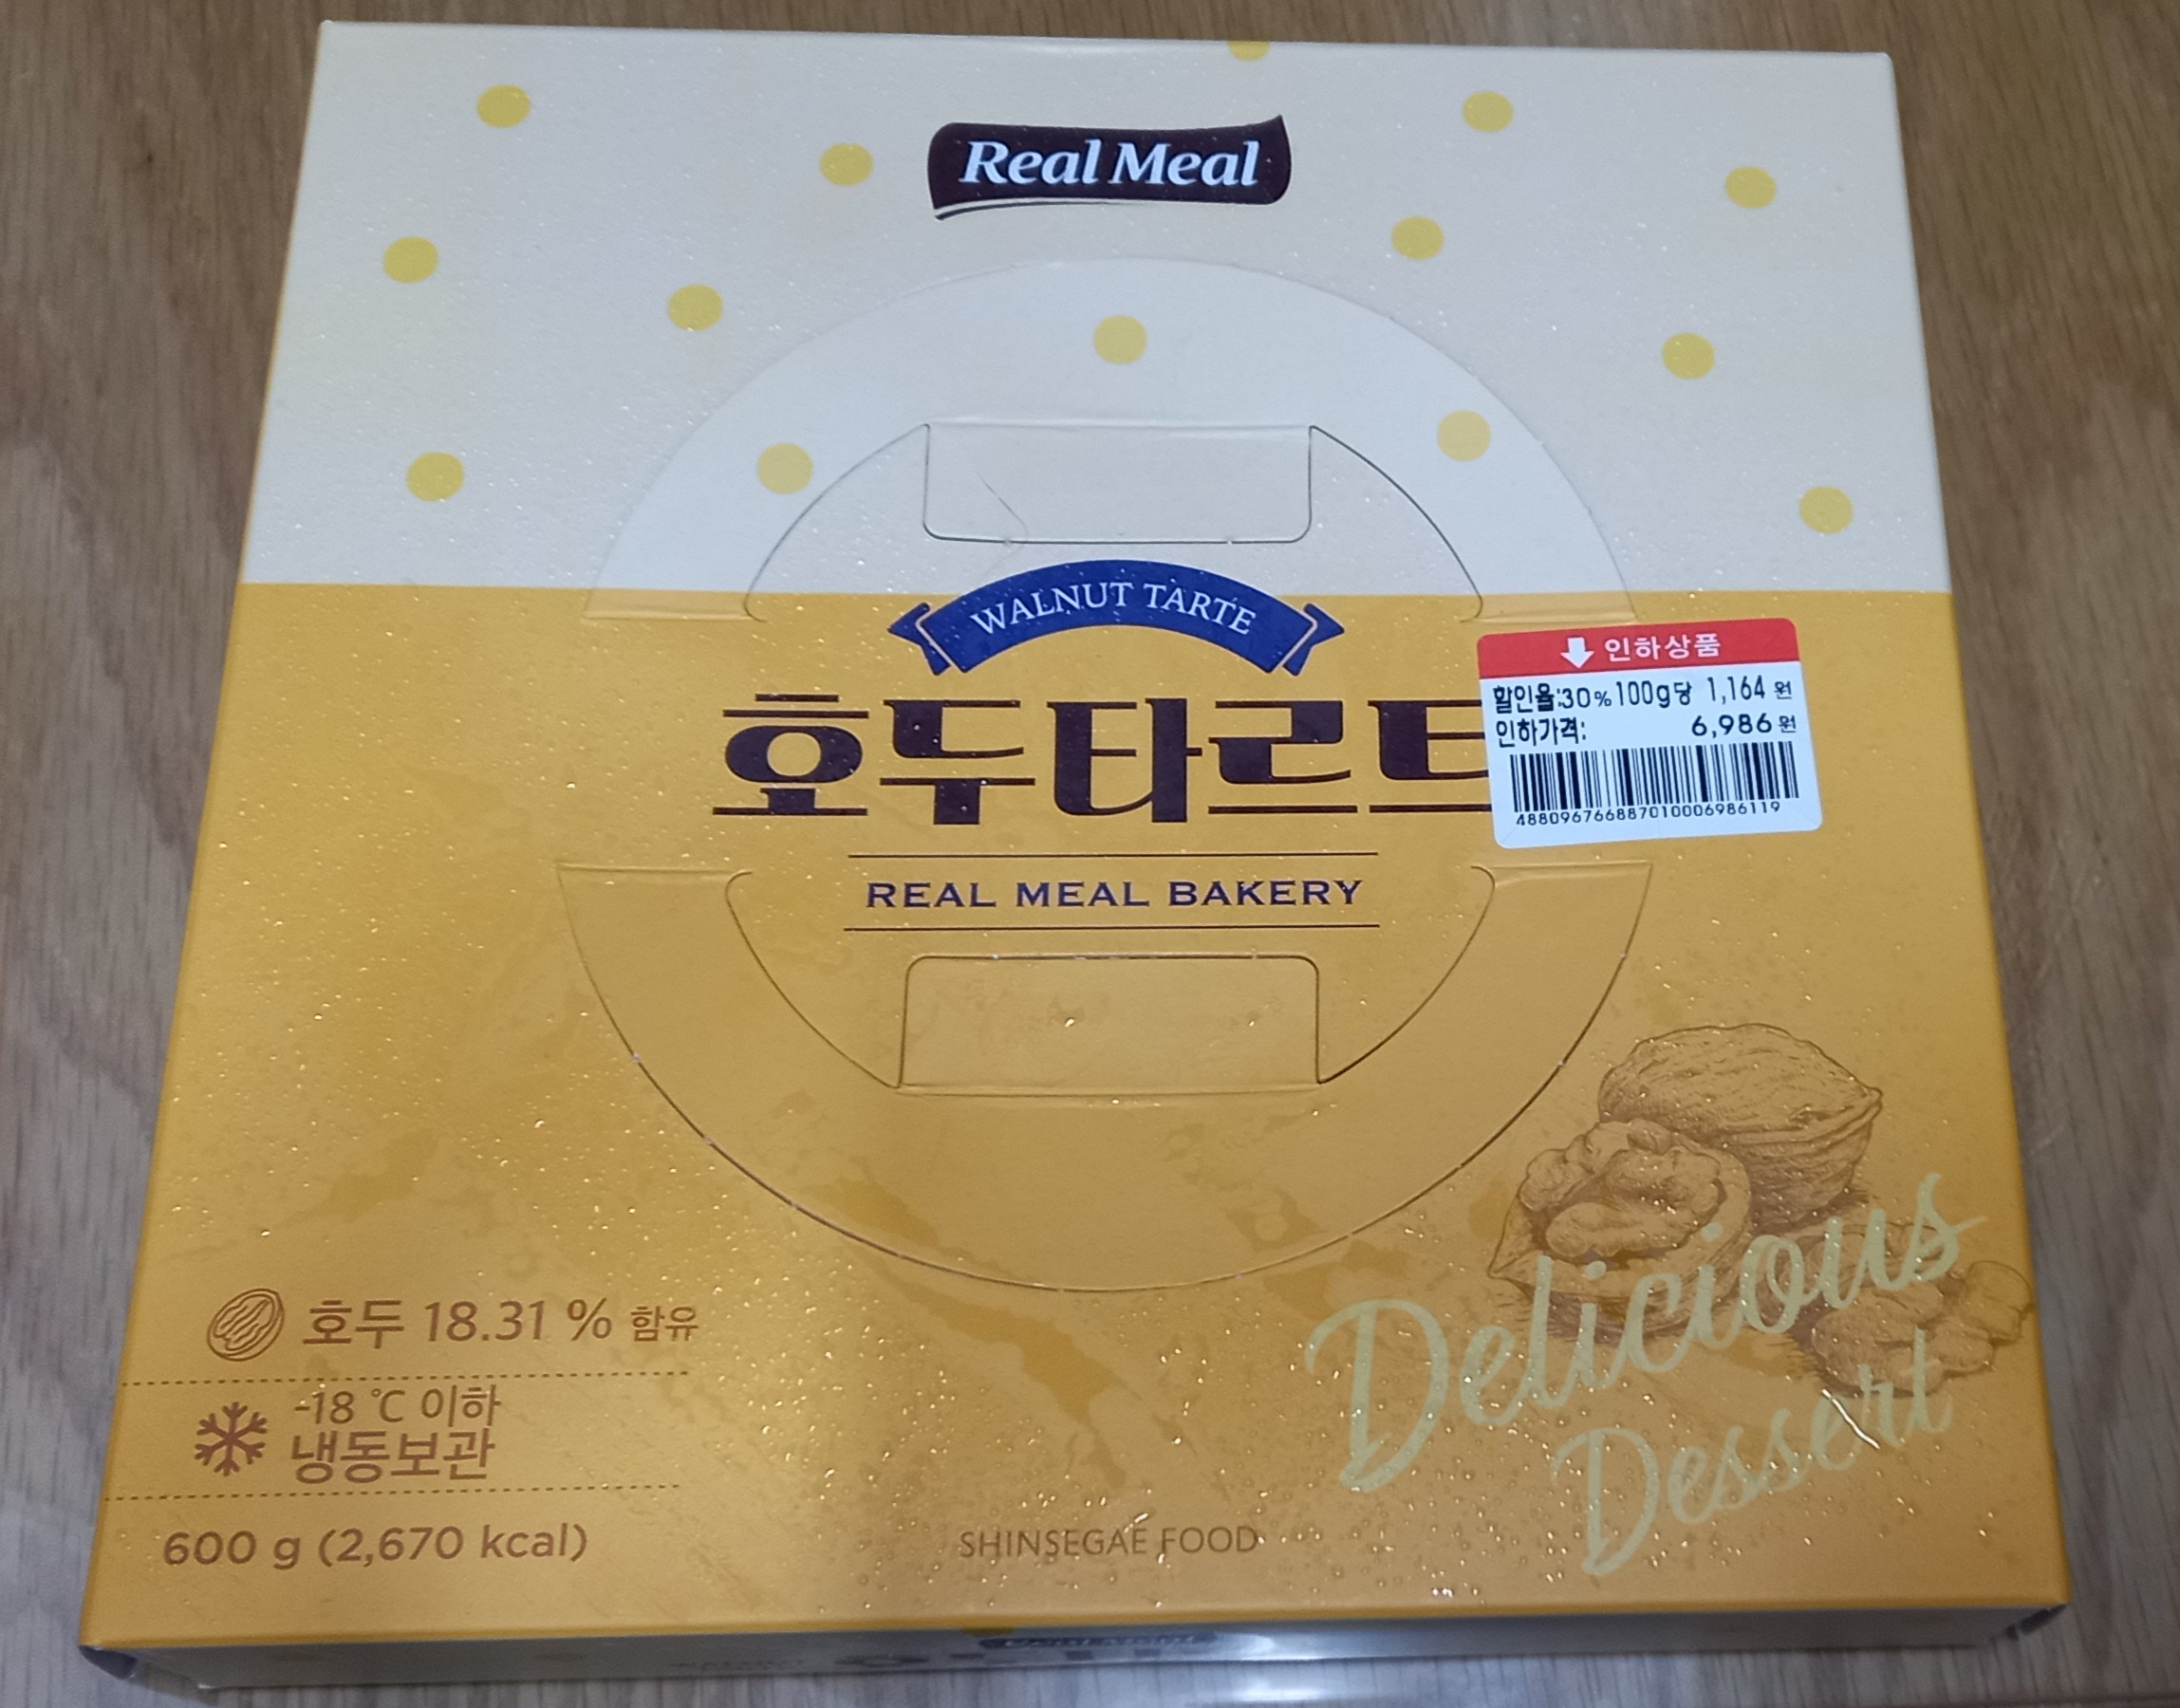 Real Meal
WALNUT TARTE
호두타르트
REAL MEAL BAKERY
인하상품
할인율:30% 100g당 1,164 원
인하가격: 6,986 원
488096766887010006986119
호두 18.31 % 함유
-18 ℃ 이하
냉동보관
600 g (2,670 kcal)
SHINSEGAE FOOD
Delicious
Dessert